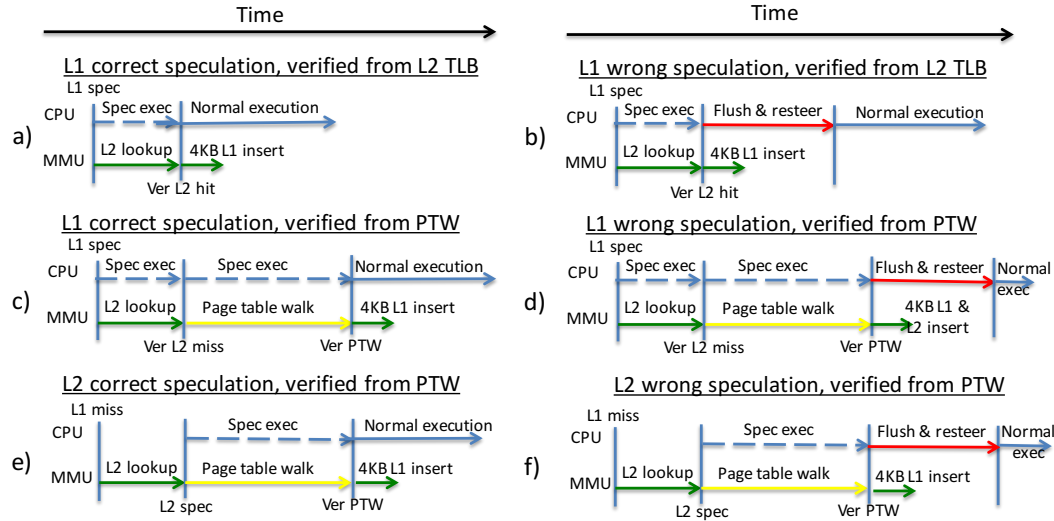 Time
L1 correct speculation, verified from L2 TLB
L1 spec
CPU
Spec exec
Normal execution
a)
MMU
L2 lookup
4KB L1 insert
Ver L2 hit
L1 correct speculation, verified from PTW
L1 spec
CPU
Spec exec
Spec exec
Normal execution
c)
MMU
L2 lookup
Page table walk
4KB L1 insert
Ver L2 miss
Ver PTW
L2 correct speculation, verified from PTW
L1 miss
CPU
Spec exec
Normal execution
e)
MMU
L2 lookup
Page table walk
4KB L1 insert
L2 spec
Ver PTW
Time
L1 wrong speculation, verified from L2 TLB
L1 spec
CPU
Spec exec
Flush & resteer
Normal execution
b)
MMU
L2 lookup
4KB L1 insert
Ver L2 hit
L1 wrong speculation, verified from PTW
L1 spec
CPU
Spec exec
Spec exec
Flush & resteer
Normal
exec
d)
MMU
L2 lookup
Page table walk
4KB L1 &
L2 insert
Ver L2 miss
Ver PTW
L2 wrong speculation, verified from PTW
L1 miss
CPU
Spec exec
Flush & resteer
Normal
exec
f)
MMU
L2 lookup
Page table walk
4KB L1 insert
L2 spec
Ver PTW